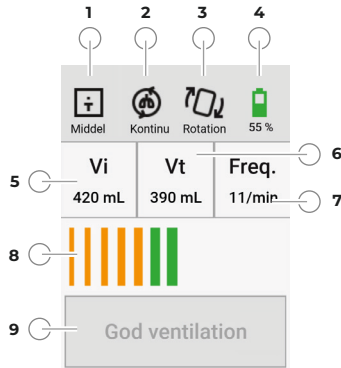 1 2 3 4
Middel Kontinu Rotation 55 %
6
Vi Vt Freq.
5
420 mL 390 mL 11/min
7
8
9 God ventilation